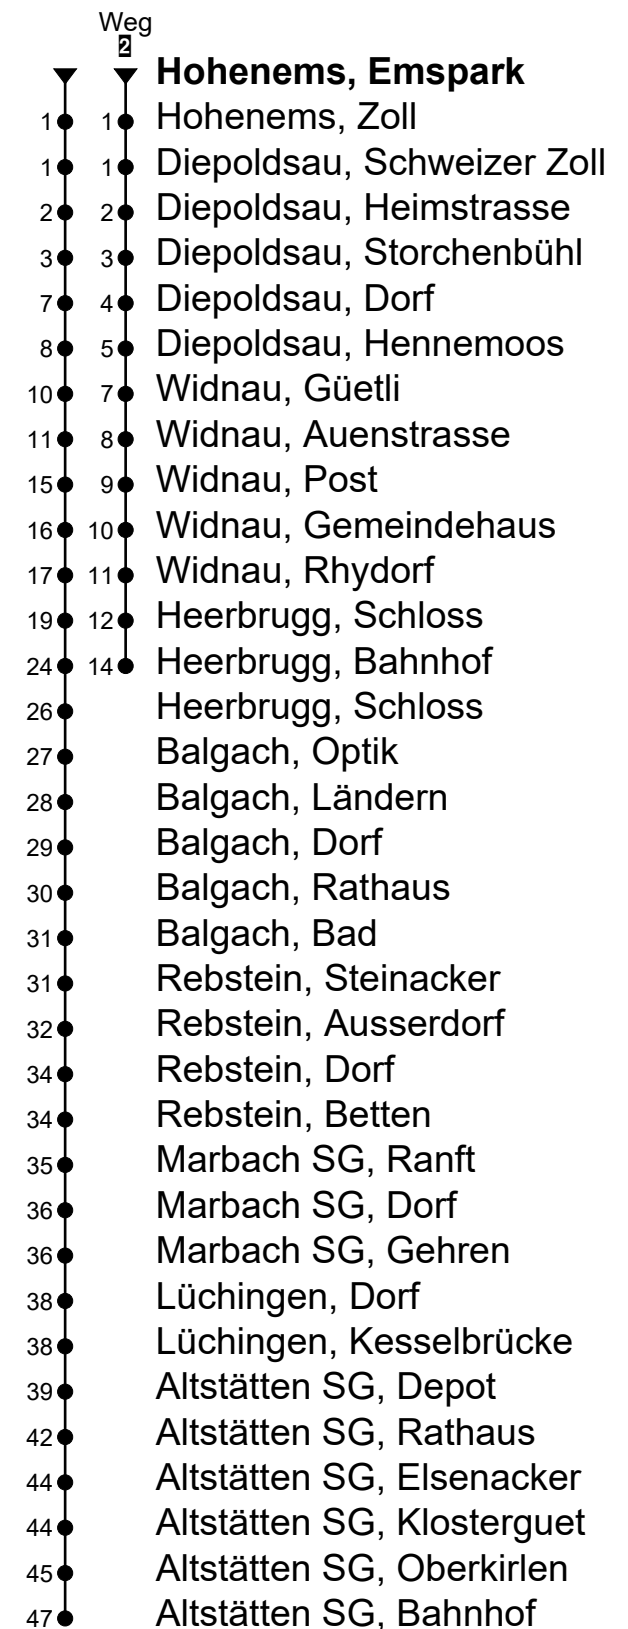 Weg
2
Hohenems, Emspark
1 1 Hohenems, Zoll
1 1 Diepoldsau, Schweizer Zoll
2 2 Diepoldsau, Heimstrasse
3 3 Diepoldsau, Storchenbühl
7 4 Diepoldsau, Dorf
8 5 Diepoldsau, Hennemoos
10 7 Widnau, Güetli
11 8 Widnau, Auenstrasse
15 9 Widnau, Post
16 10 Widnau, Gemeindehaus
17 11 Widnau, Rhydorf
19 12 Heerbrugg, Schloss
24 14 Heerbrugg, Bahnhof
26 Heerbrugg, Schloss
27 Balgach, Optik
28 Balgach, Ländern
29 Balgach, Dorf
30 Balgach, Rathaus
31 Balgach, Bad
31 Rebstein, Steinacker
32 Rebstein, Ausserdorf
34 Rebstein, Dorf
34 Rebstein, Betten
35 Marbach SG, Ranft
36 Marbach SG, Dorf
36 Marbach SG, Gehren
38 Lüchingen, Dorf
38 Lüchingen, Kesselbrücke
39 Altstätten SG, Depot
42 Altstätten SG, Rathaus
44 Altstätten SG, Elsenacker
44 Altstätten SG, Klosterguet
45 Altstätten SG, Oberkirlen
47 Altstätten SG, Bahnhof